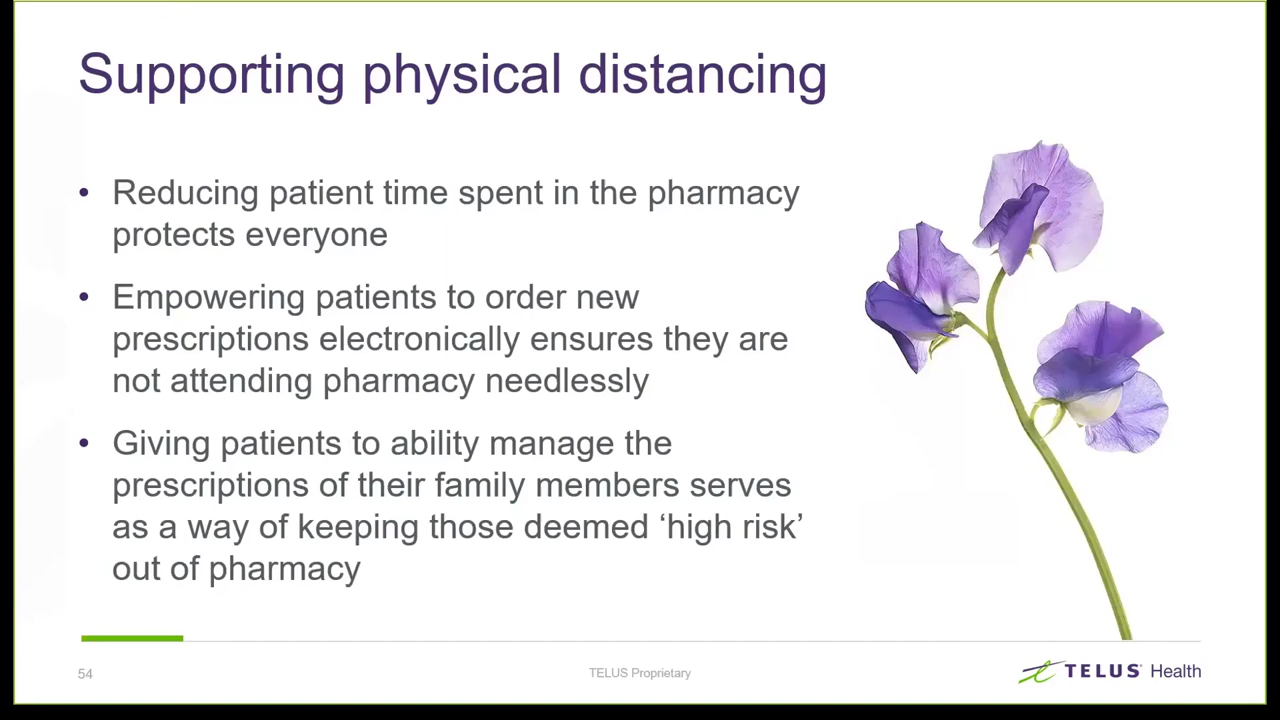 Supporting physical distancing
• Reducing patient time spent in the pharmacy
protects everyone
• Empowering patients to order new
prescriptions electronically ensures they are
not attending pharmacy needlessly
• Giving patients to ability manage the
prescriptions of their family members serves
as a way of keeping those deemed ‘high risk’
out of pharmacy
54
TELUS Proprietary
TELUS® Health